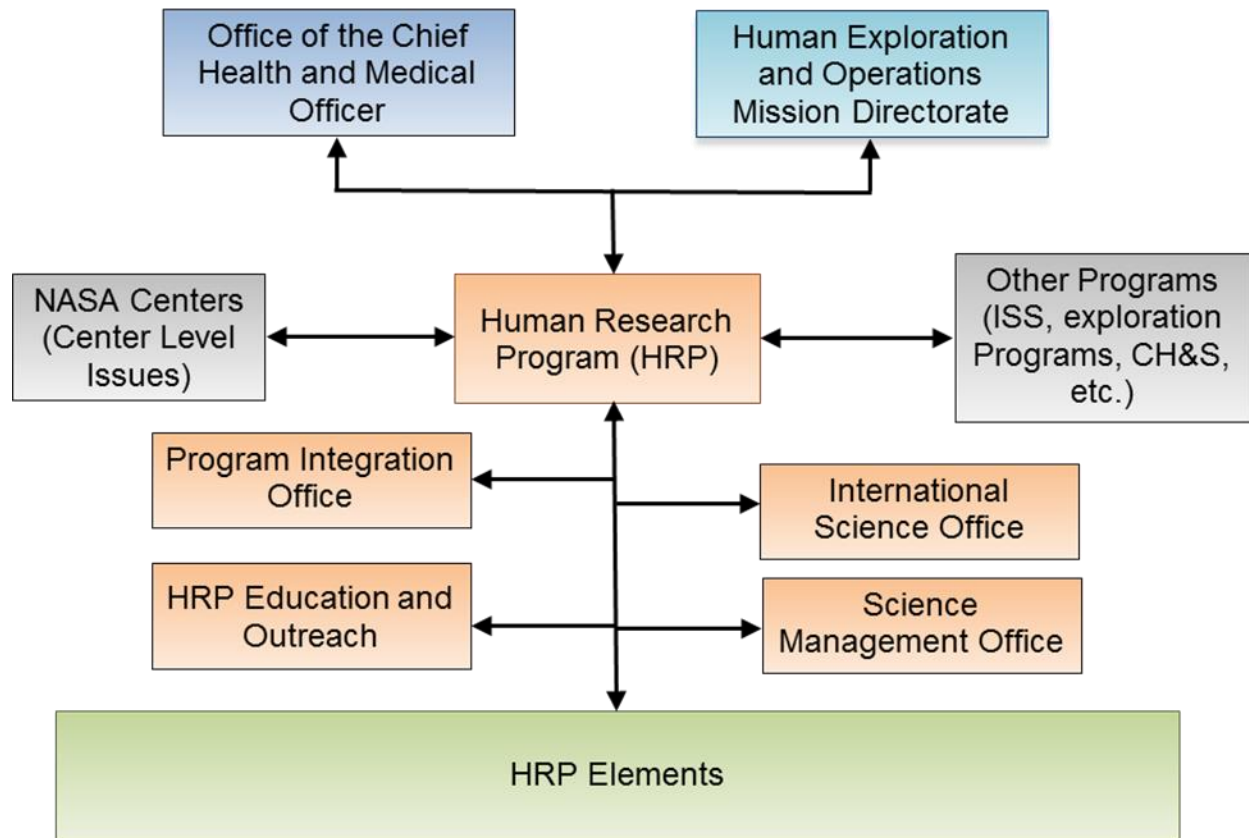 Office of the Chief
Health and Medical
Officer
Human Exploration
and Operations
Mission Directorate
NASA Centers
(Center Level
Issues)
Human Research
Program (HRP)
Other Programs
(ISS, exploration
Programs, CH&S,
etc.)
Program Integration
Office
International
Science Office
HRP Education and
Outreach
Science
Management Office
HRP Elements